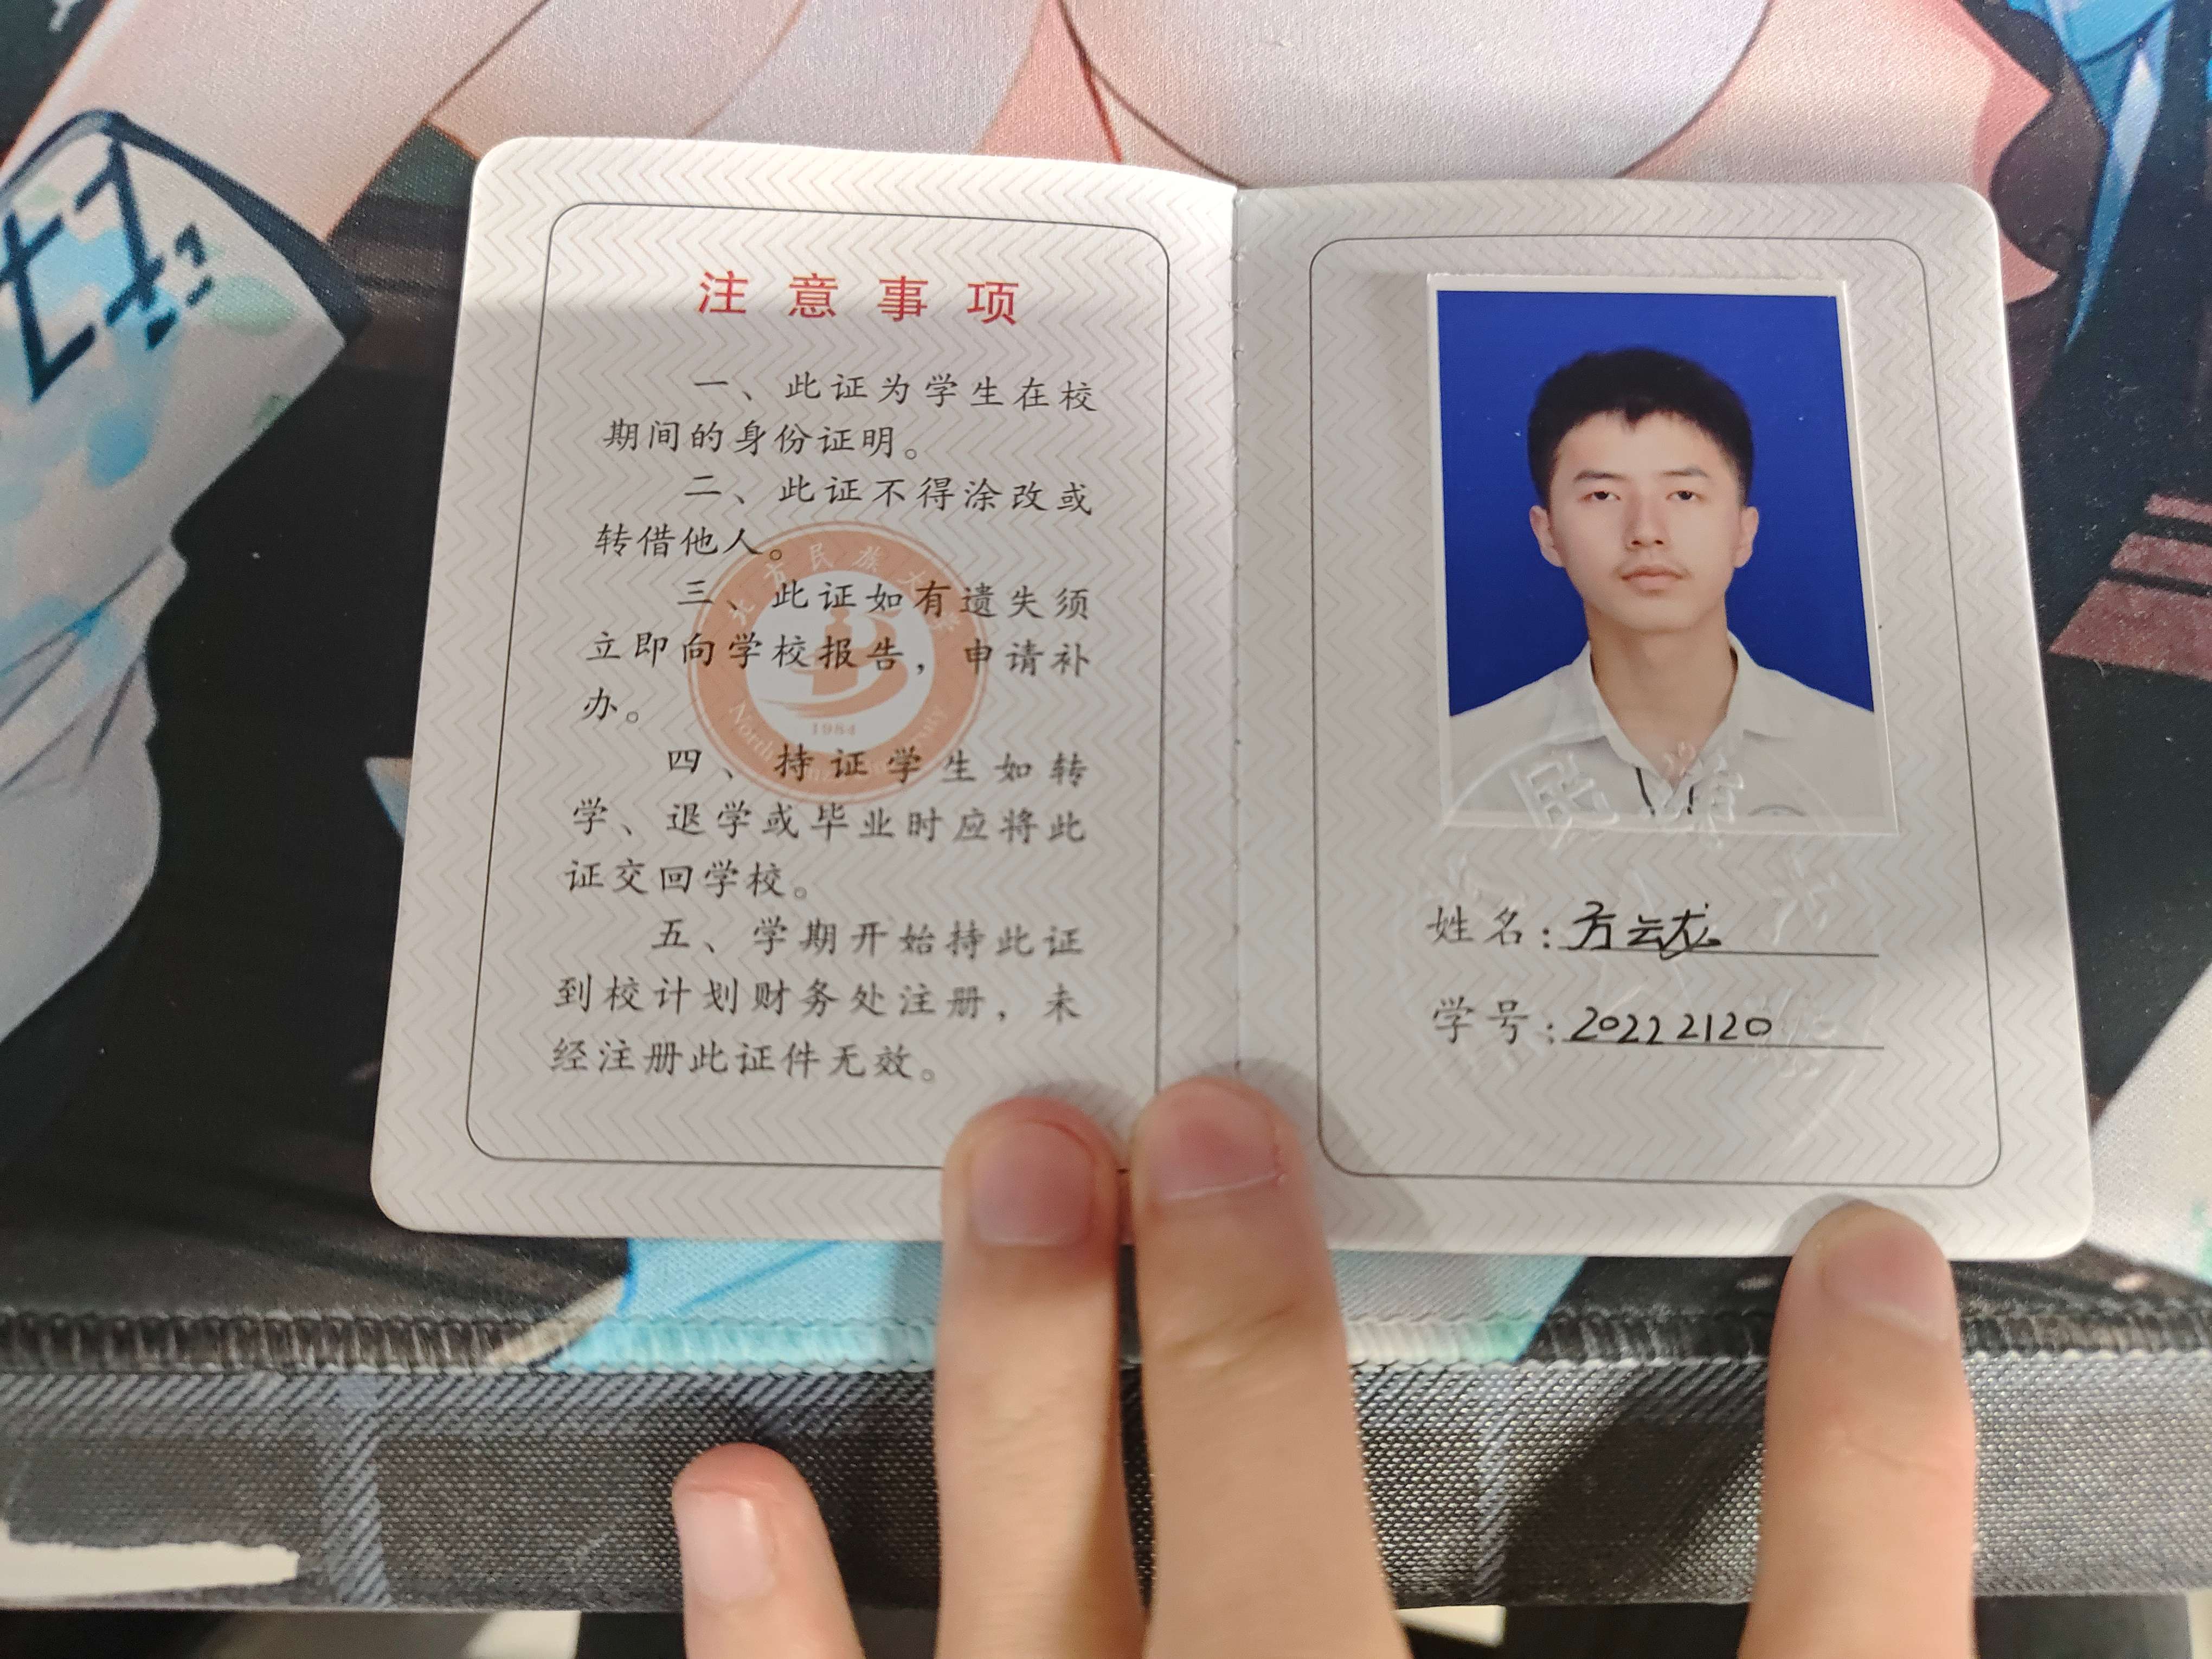 注意事项
一、此证为学生在校
期间的身份证明。
二、此证不得涂改或
转借他人。
三、此证如有遗失须
立即向学校报告，申请补
办。
四、持证学生如转
学、退学或毕业时应将此
证交回学校。
五、学期开始持此证
到校计划财务处注册，未
经注册此证件无效。
北方民族大学
1984
姓名：方云龙
学号：20222120